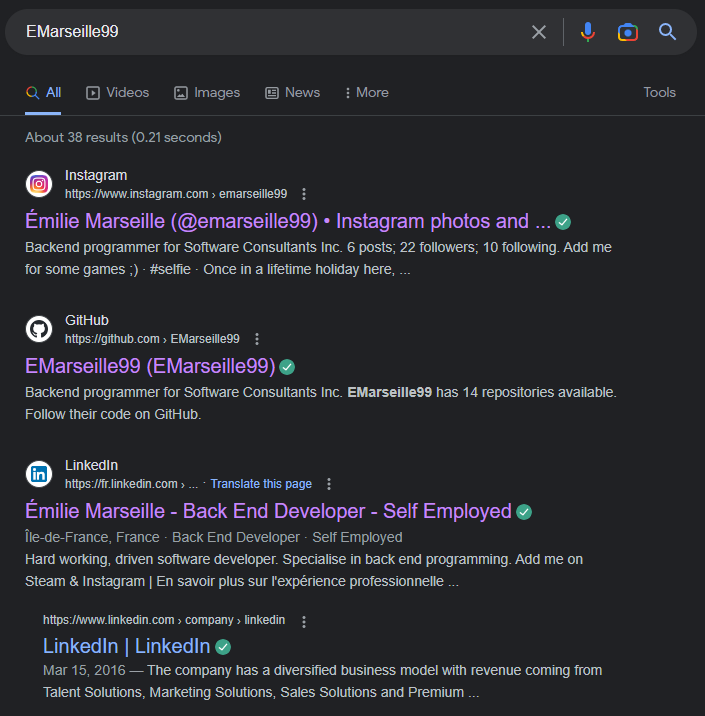 EMarseille99
All Videos Images News More Tools
About 38 results (0.21 seconds)
Instagram
https://www.instagram.com › emarseille99
Émilie Marseille (@emarseille99) • Instagram photos and ...
Backend programmer for Software Consultants Inc. 6 posts; 22 followers; 10 following. Add me
for some games ;) · #selfie · Once in a lifetime holiday here, ...
GitHub
https://github.com › EMarseille99
EMarseille99 (EMarseille99)
Backend programmer for Software Consultants Inc. EMarseille99 has 14 repositories available.
Follow their code on GitHub.
LinkedIn
https://fr.linkedin.com › ... · Translate this page
Émilie Marseille - Back End Developer - Self Employed
Île-de-France, France · Back End Developer · Self Employed
Hard working, driven software developer. Specialise in back end programming. Add me on
Steam & Instagram | En savoir plus sur l'expérience professionnelle ...
https://www.linkedin.com › company › linkedin
LinkedIn | LinkedIn
Mar 15, 2016 — The company has a diversified business model with revenue coming from
Talent Solutions, Marketing Solutions, Sales Solutions and Premium ...